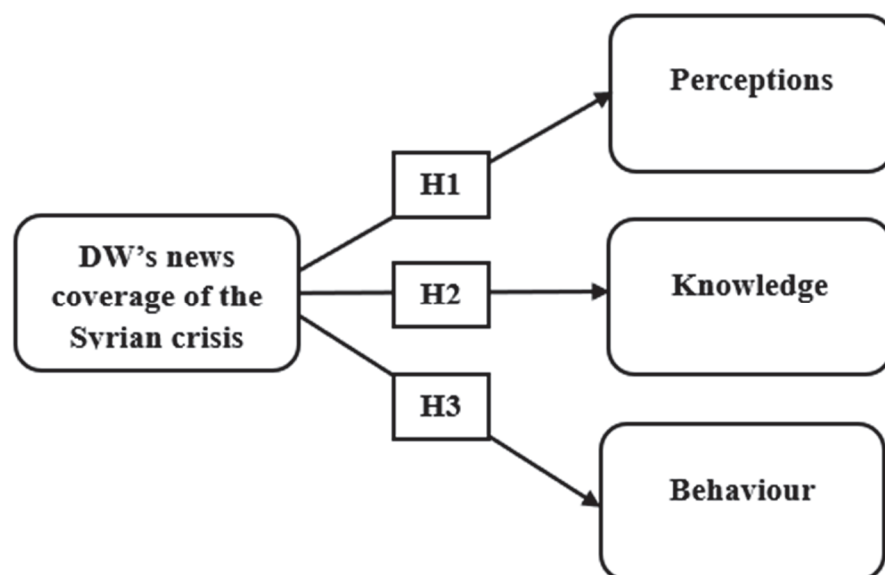 Perceptions
H1
DW's news
coverage of the
Syrian crisis
H2
Knowledge
H3
Behaviour